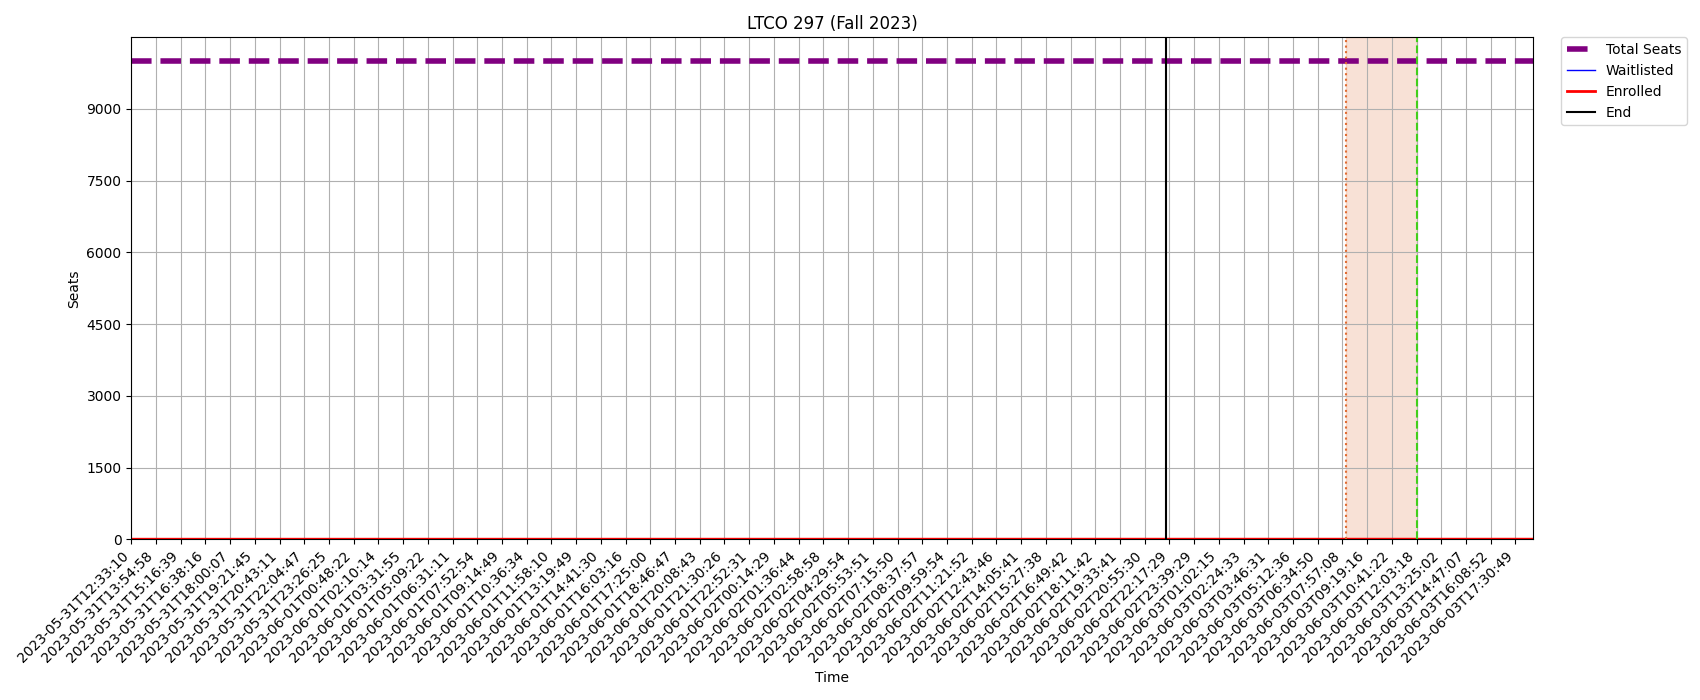 LTCO 297 (Fall 2023)
Total Seats
Waitlisted
Enrolled
End
9000
7500
6000
4500
3000
1500
0
Seats
2023-05-31T12:33:10
2023-05-31T13:54:58
2023-05-31T15:16:39
2023-05-31T16:38:16
2023-05-31T18:00:07
2023-05-31T19:21:45
2023-05-31T20:43:11
2023-05-31T22:04:47
2023-05-31T23:26:25
2023-06-01T00:48:22
2023-06-01T02:10:14
2023-06-01T03:31:55
2023-06-01T05:09:22
2023-06-01T06:31:11
2023-06-01T07:52:54
2023-06-01T09:14:49
2023-06-01T10:36:34
2023-06-01T11:58:10
2023-06-01T13:19:49
2023-06-01T14:41:30
2023-06-01T16:03:16
2023-06-01T17:25:00
2023-06-01T18:46:47
2023-06-01T20:08:43
2023-06-01T21:30:26
2023-06-01T22:52:31
2023-06-02T00:14:29
2023-06-02T01:36:44
2023-06-02T02:58:58
2023-06-02T04:29:54
2023-06-02T05:53:51
2023-06-02T07:15:50
2023-06-02T08:37:57
2023-06-02T09:59:54
2023-06-02T11:21:52
2023-06-02T12:43:46
2023-06-02T14:05:41
2023-06-02T15:27:38
2023-06-02T16:49:42
2023-06-02T18:11:42
2023-06-02T19:33:41
2023-06-02T20:55:30
2023-06-02T22:17:29
2023-06-02T23:39:29
2023-06-03T01:02:15
2023-06-03T02:24:33
2023-06-03T03:46:31
2023-06-03T05:12:36
2023-06-03T06:34:50
2023-06-03T07:57:08
2023-06-03T09:19:16
2023-06-03T10:41:22
2023-06-03T12:03:18
2023-06-03T13:25:02
2023-06-03T14:47:07
2023-06-03T16:08:52
2023-06-03T17:30:49
Time